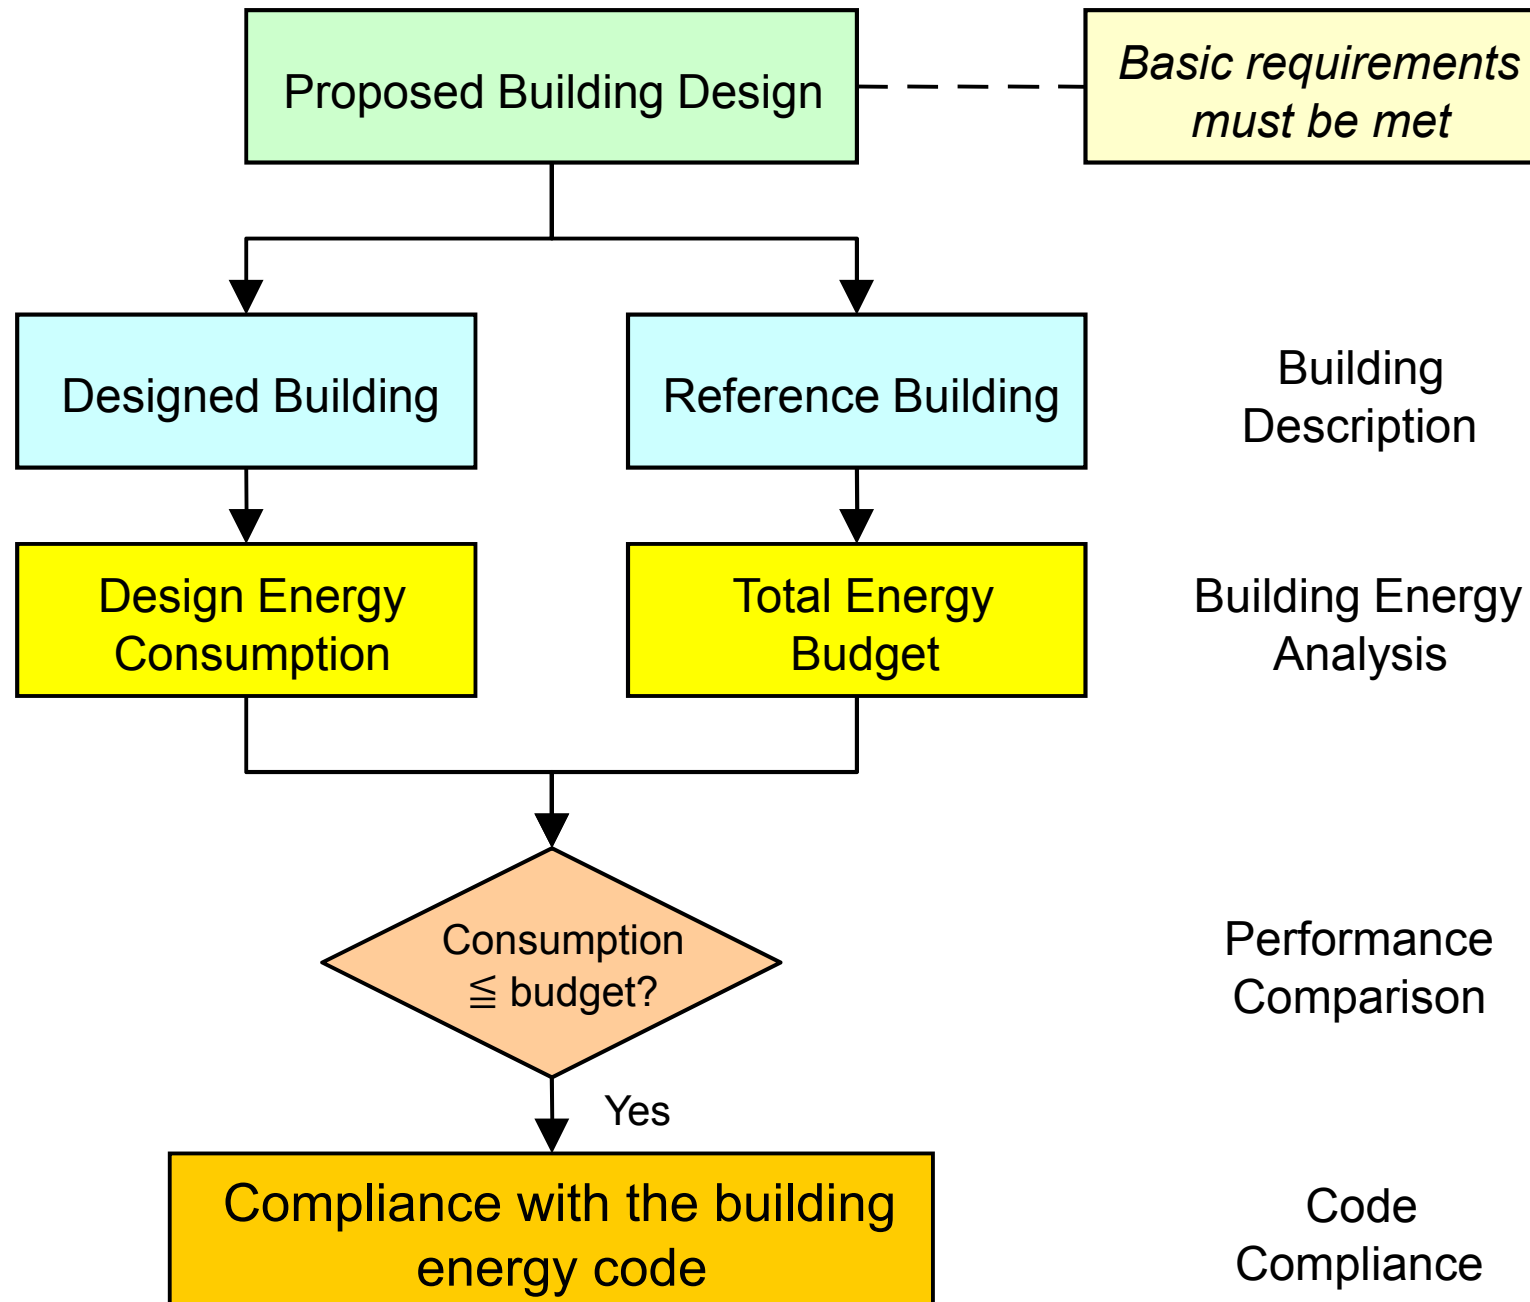 Proposed Building Design
Basic requirements
must be met
Designed Building
Reference Building
Building
Description
Design Energy
Consumption
Total Energy
Budget
Building Energy
Analysis
Consumption
≦ budget?
Performance
Comparison
Yes
Compliance with the building
energy code
Code
Compliance